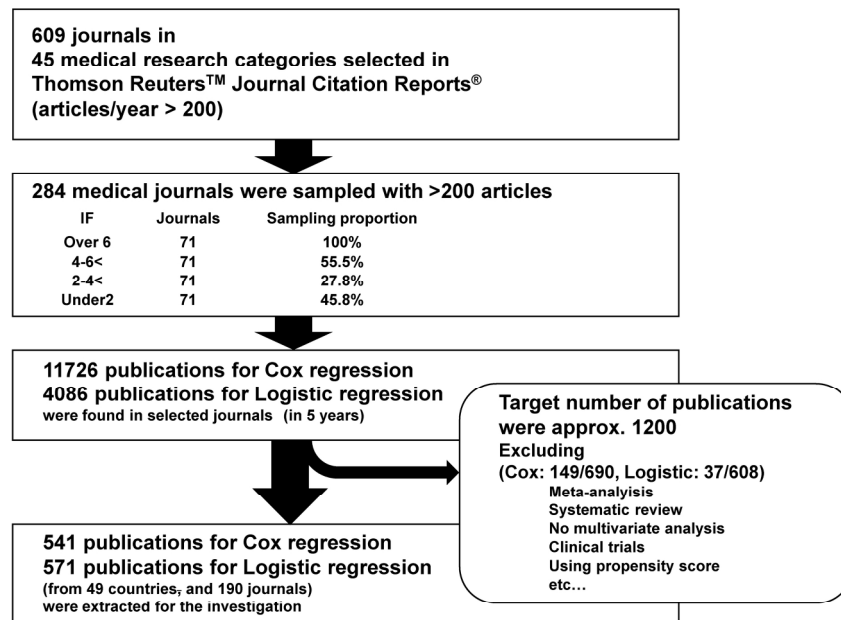 609 journals in
45 medical research categories selected in
Thomson Reuters™ Journal Citation Reports®
(articles/year > 200)
284 medical journals were sampled with >200 articles
IF Journals Sampling proportion
Over 6 71 100%
4-6< 71 55.5%
2-4< 71 27.8%
Under2 71 45.8%
11726 publications for Cox regression
4086 publications for Logistic regression
were found in selected journals (in 5 years)
Target number of publications
were approx. 1200
Excluding
(Cox: 149/690, Logistic: 37/608)
Meta-analyisis
Systematic review
No multivariate analysis
Clinical trials
Using propensity score
etc…
541 publications for Cox regression
571 publications for Logistic regression
(from 49 countries, and 190 journals)
were extracted for the investigation